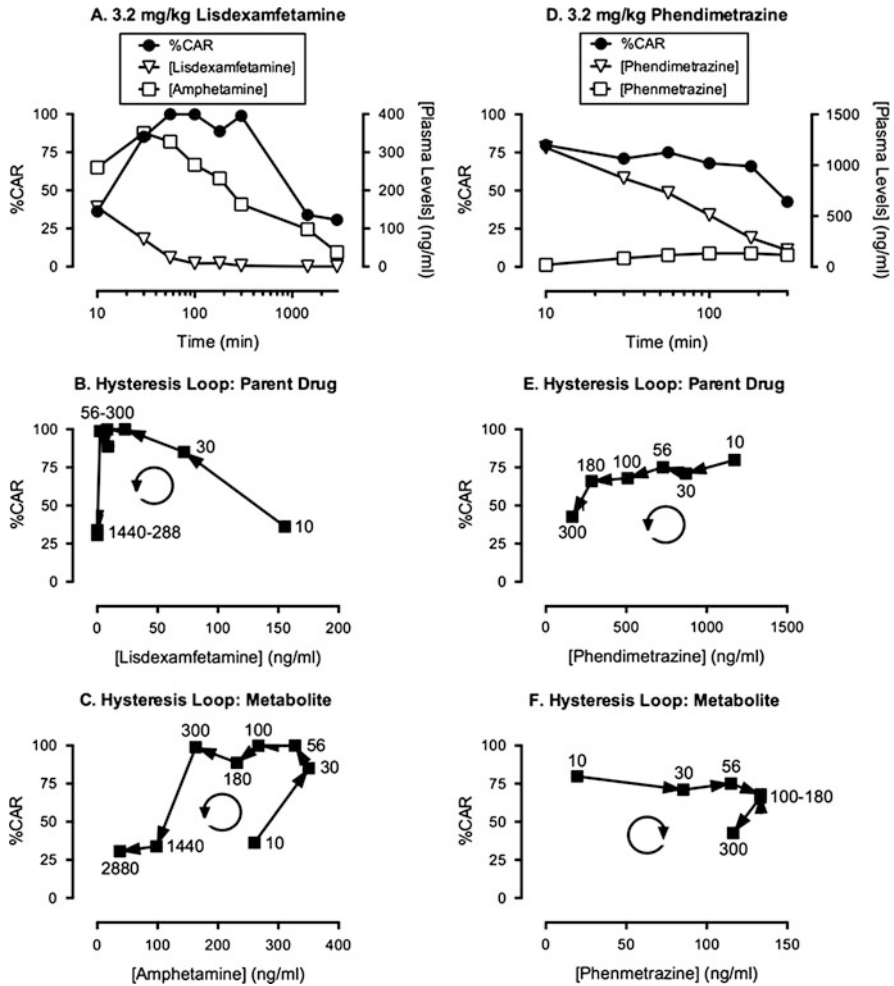 A. 3.2 mg/kg Lisdexamfetamine
%CAR
[Lisdexamfetamine]
[Amphetamine]
100
75
50
25
0
%CAR
400
300
200
100
0
[Plasma Levels]
(ng/ml)
10
100
1000
Time (min)
D. 3.2 mg/kg Phendimetrazine
%CAR
[Phendimetrazine]
[Phenmetrazine]
100
75
50
25
0
%CAR
1500
1000
500
0
[Plasma Levels]
(ng/ml)
10
100
Time (min)
B. Hysteresis Loop: Parent Drug
56-300
30
10
1440-288
100
75
50
25
0
%CAR
0 50 100 150 200
[Lisdexamfetamine] (ng/ml)
E. Hysteresis Loop: Parent Drug
10
56
100
180
30
300
100
75
50
25
0
%CAR
0 500 1000 1500
[Phendimetrazine] (ng/ml)
C. Hysteresis Loop: Metabolite
300
100
56
30
180
10
1440
2880
100
75
50
25
0
%CAR
0 100 200 300 400
[Amphetamine] (ng/ml)
F. Hysteresis Loop: Metabolite
10
30
56
100-180
300
100
75
50
25
0
%CAR
0 50 100 150
[Phenmetrazine] (ng/ml)